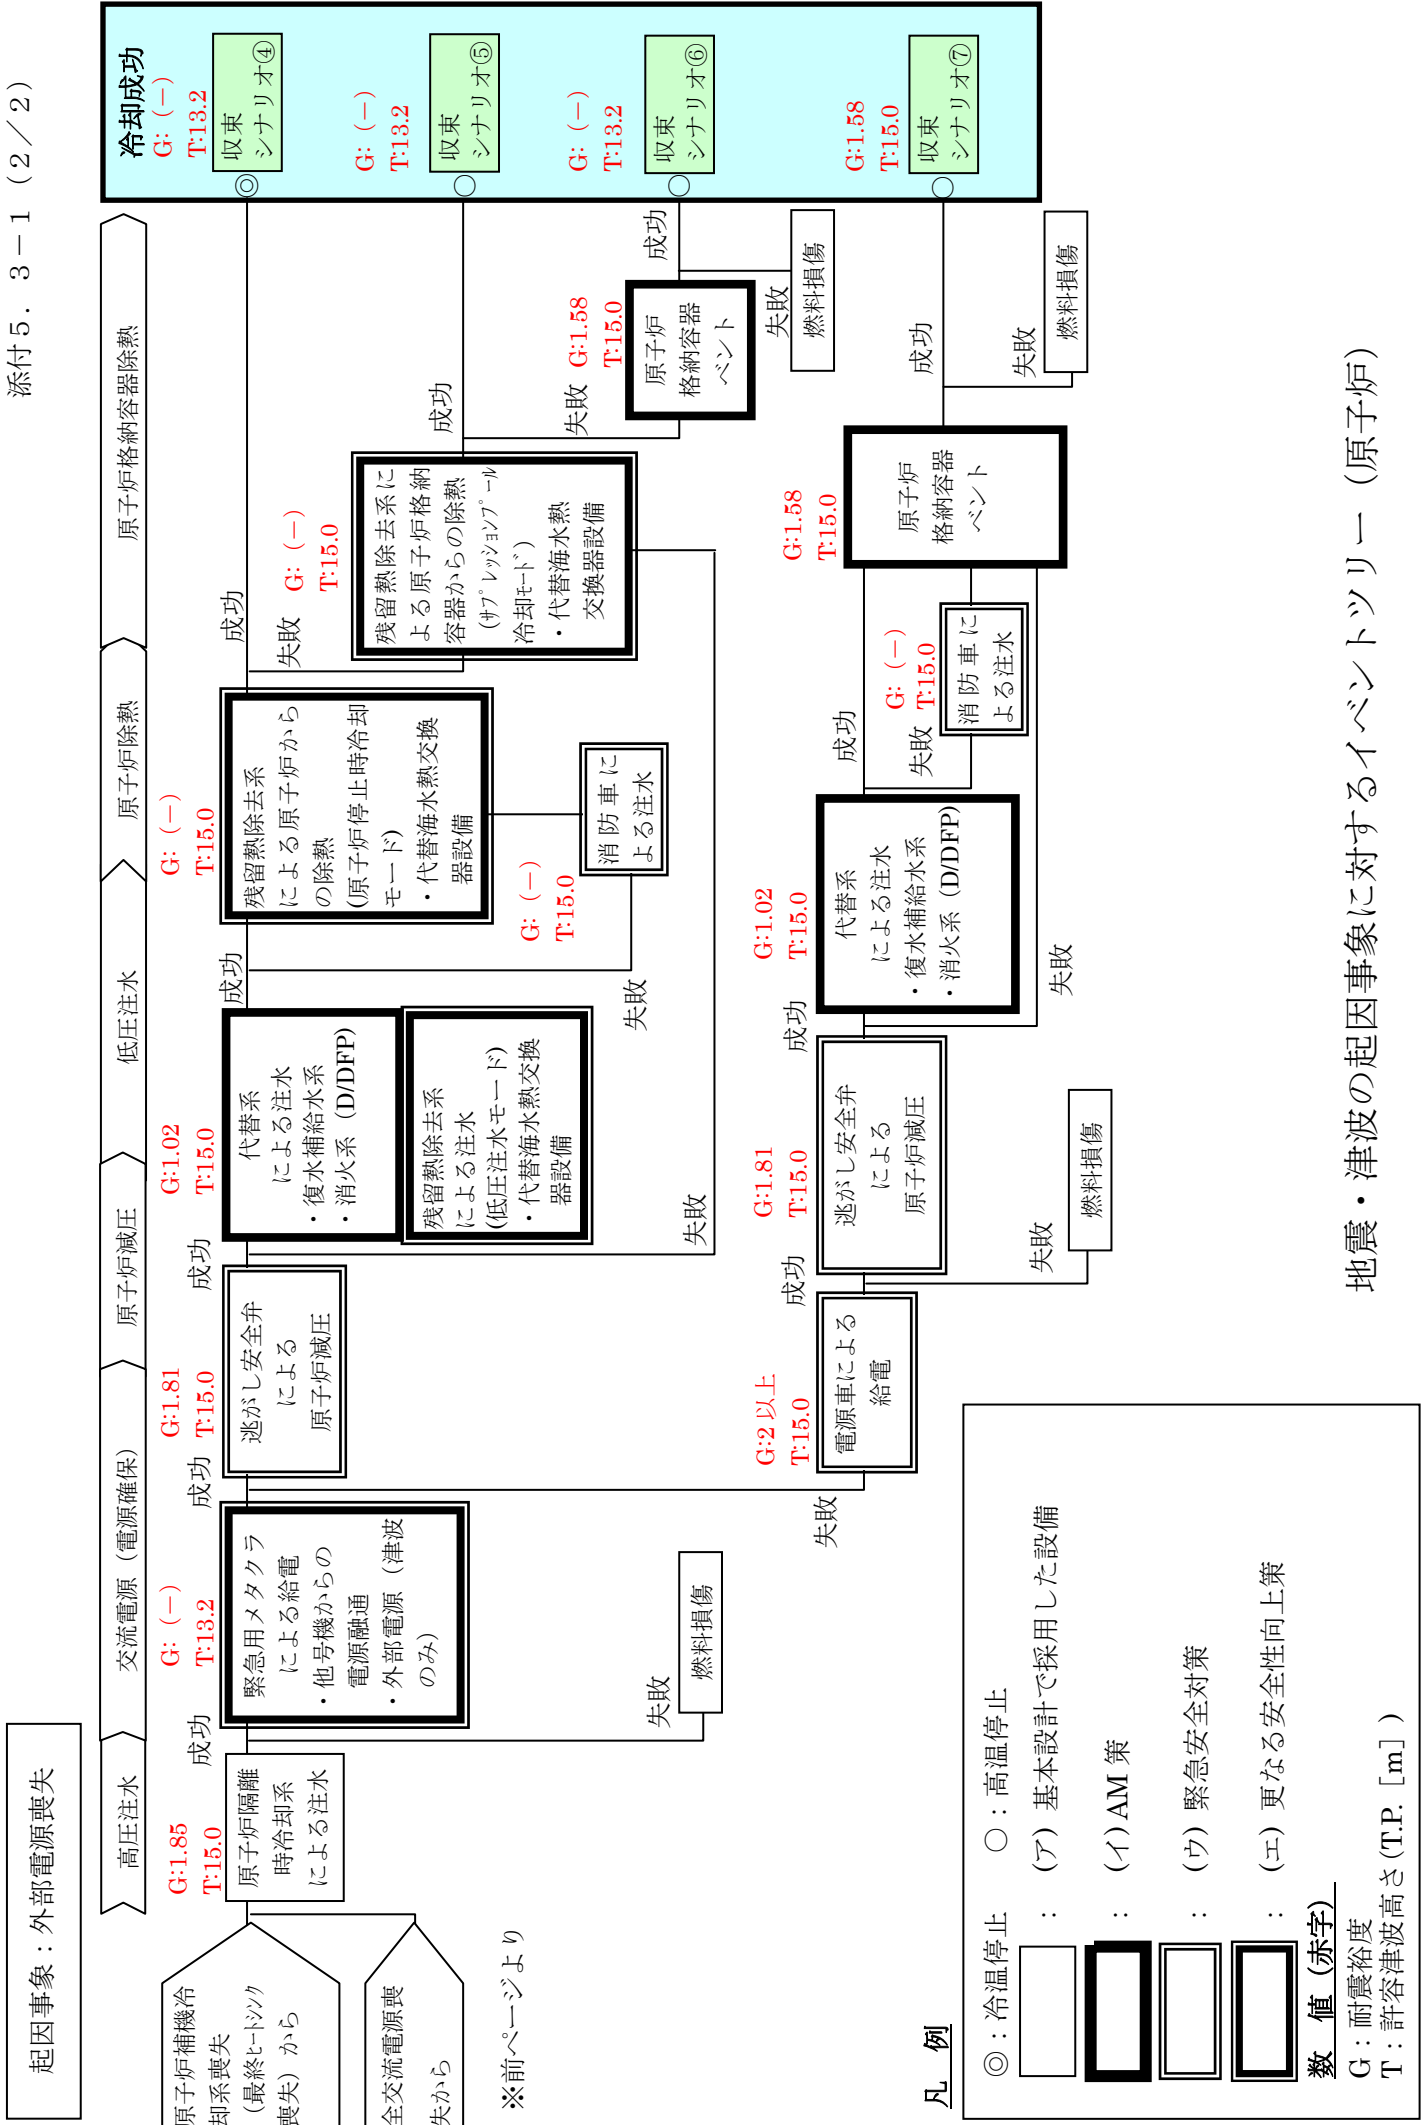 添付5．3－1（2／2）
起因事象：外部電源喪失
高圧注水
交流電源（電源確保）
原子炉減圧
低圧注水
原子炉除熱
原子炉格納容器除熱
原子炉補機冷
却系喪失
（最終ﾋｰﾄｼﾝｸ
喪失）から
全交流電源喪
失から
※前ページより
G:1.85
T:15.0
原子炉隔離
時冷却系
による注水
成功
失敗
燃料損傷
G:（－）
T:13.2
緊急用メタクラ
による給電
・他号機からの
電源融通
・外部電源（津波
のみ）
成功
失敗
G:1.81
T:15.0
逃がし安全弁
による
原子炉減圧
成功
失敗
G:1.02
T:15.0
代替系
による注水
・復水補給水系
・消火系（D/DFP）
残留熱除去系
による注水
(低圧注水モード)
・代替海水熱交換
器設備
成功
失敗
G:（－）
T:15.0
消防車に
よる注水
G:（－）
T:15.0
残留熱除去系
による原子炉から
の除熱
(原子炉停止時冷却
モード)
・代替海水熱交換
器設備
成功
失敗
G:（－）
T:15.0
残留熱除去系に
よる原子炉格納
容器からの除熱
(ｻﾌﾟﾚｯｼｮﾝﾌﾟｰﾙ
冷却ﾓｰﾄﾞ)
・代替海水熱
交換器設備
成功
失敗
G:1.58
T:15.0
原子炉
格納容器
ベント
成功
失敗
燃料損傷
G:2 以上
T:15.0
電源車による
給電
成功
失敗
燃料損傷
G:1.81
T:15.0
逃がし安全弁
による
原子炉減圧
成功
失敗
G:1.02
T:15.0
代替系
による注水
・復水補給水系
・消火系（D/DFP）
成功
失敗
G:（－）
T:15.0
消防車に
よる注水
G:1.58
T:15.0
原子炉
格納容器
ベント
成功
失敗
燃料損傷
冷却成功
G:（－）
T:13.2
◎
収束
シナリオ④
G:（－）
T:13.2
○
収束
シナリオ⑤
G:（－）
T:13.2
○
収束
シナリオ⑥
G:1.58
T:15.0
○
収束
シナリオ⑦
凡 例
◎：冷温停止 ○：高温停止
：（ア）基本設計で採用した設備
：（イ）AM 策
：（ウ）緊急安全対策
：（エ）更なる安全性向上策
数 値（赤字）
G：耐震裕度
T：許容津波高さ(T.P.［m］)
地震・津波の起因事象に対するイベントツリー（原子炉）